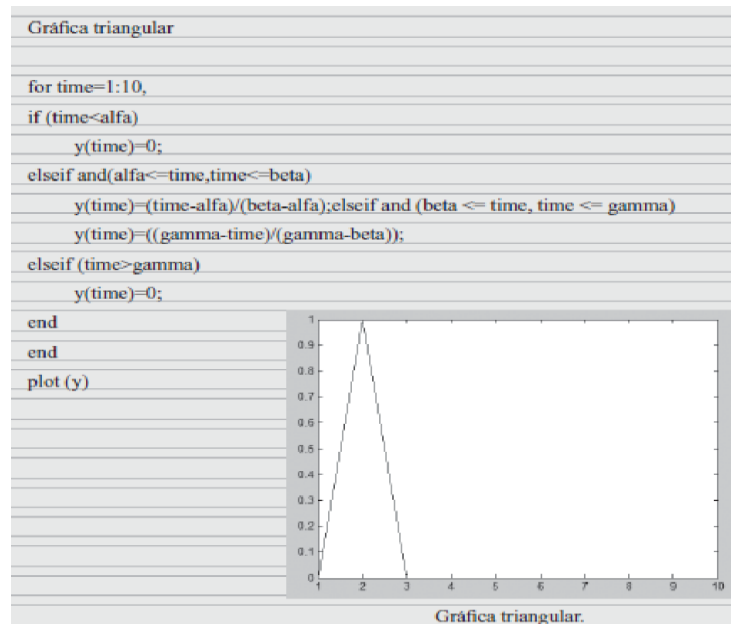 Gráfica triangular
for time=1:10,
if (time<alfa)
y(time)=0;
elseif and(alfa<=time,time<=beta)
y(time)=(time-alfa)/(beta-alfa);elseif and (beta <= time, time <= gamma)
y(time)=((gamma-time)/(gamma-beta));
elseif (time>gamma)
y(time)=0;
end
end
plot (y)
1
0.9
0.8
0.7
0.6
0.5
0.4
0.3
0.2
0.1
0
1 2 3 4 5 6 7 8 9 10
Gráfica triangular.